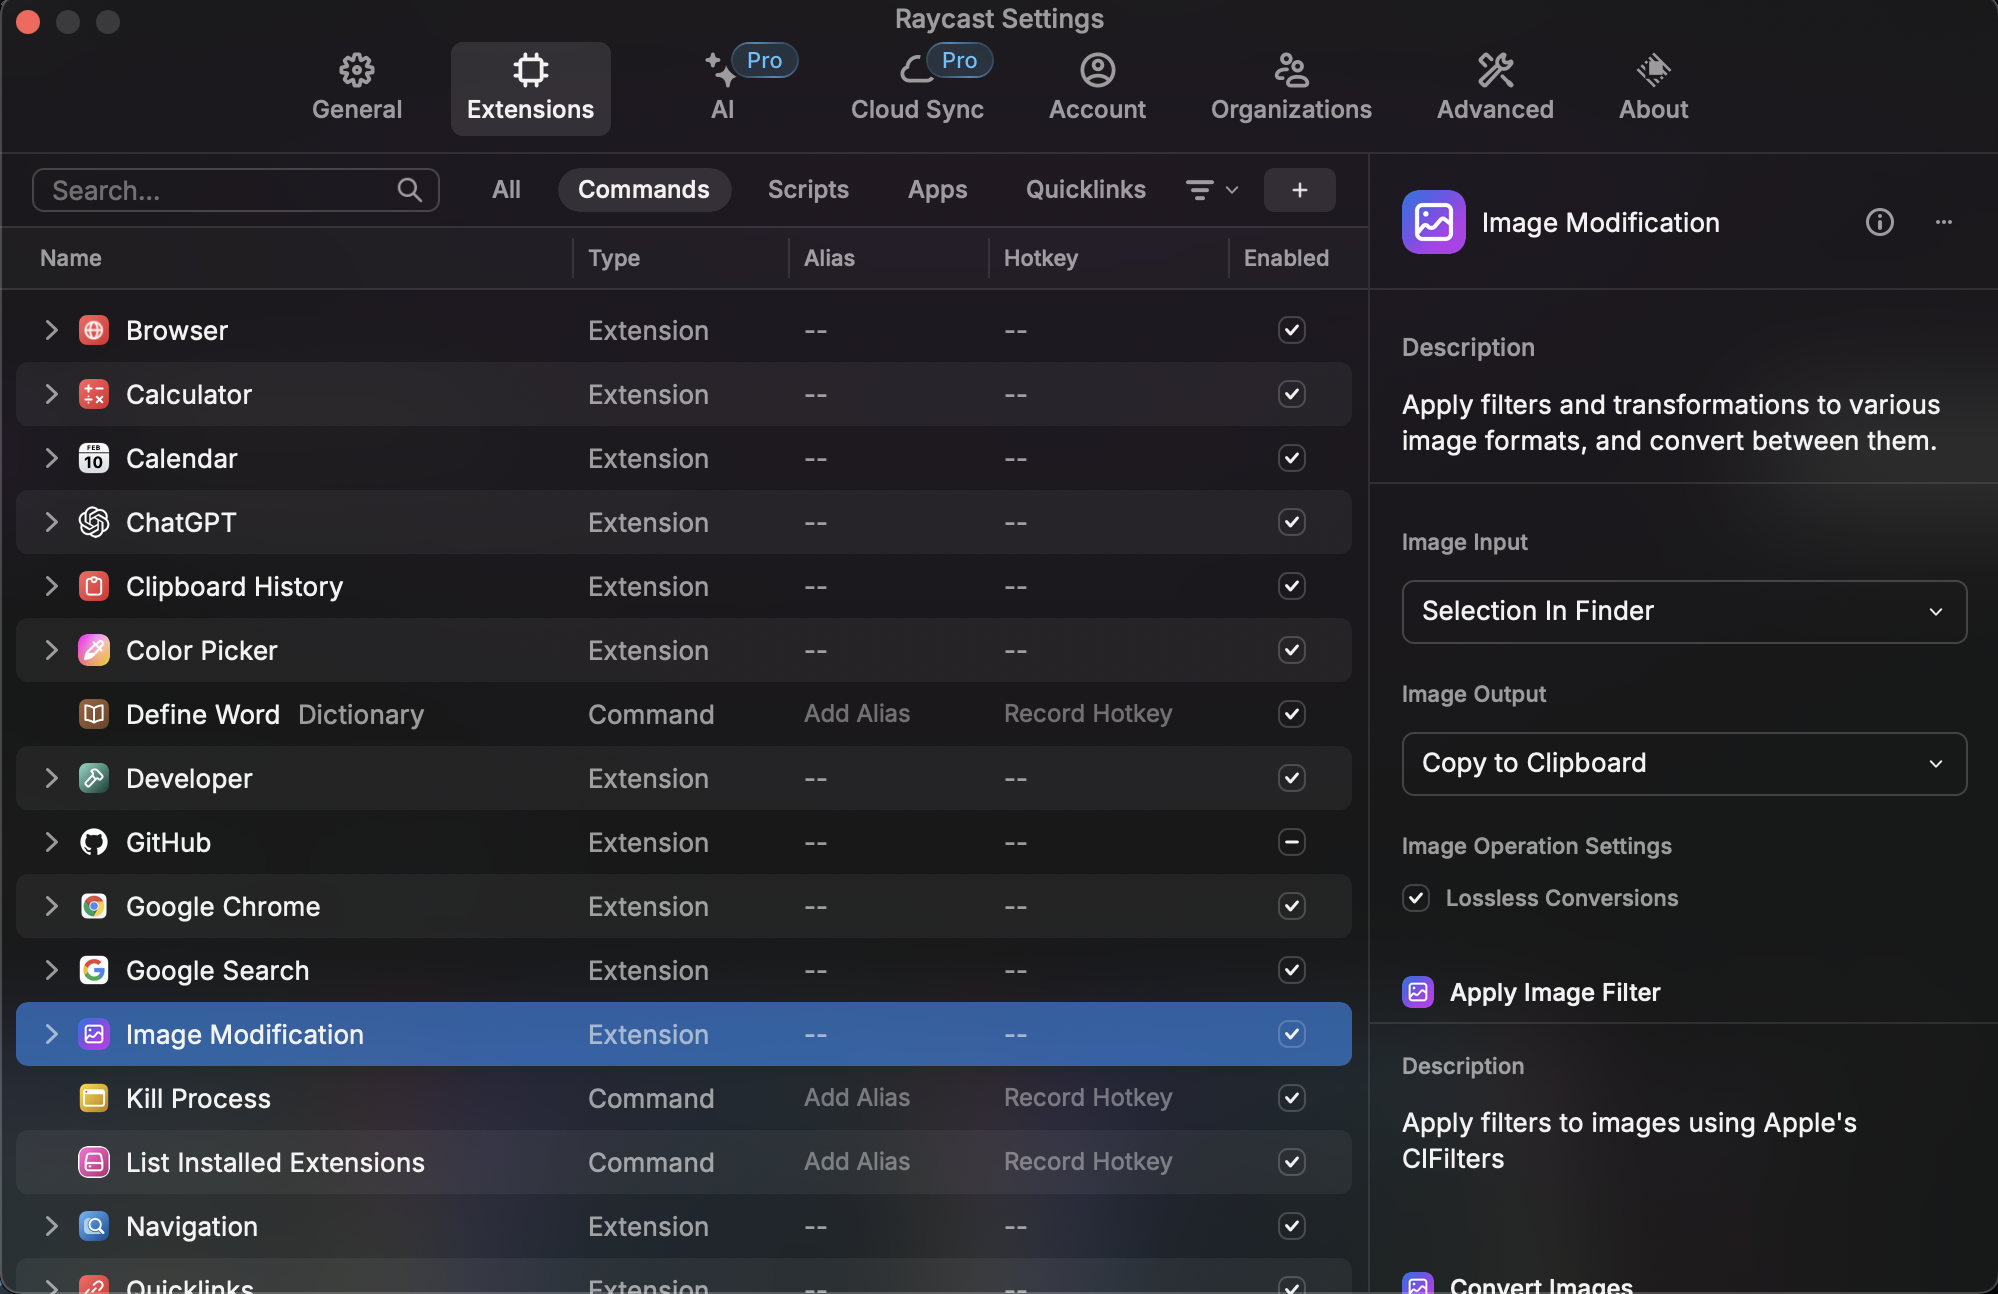 Raycast Settings
General
Extensions
Pro
AI
Pro
Cloud Sync
Account
Organizations
Advanced
About
Search...
All
Commands
Scripts
Apps
Quicklinks
+
Name Type Alias Hotkey Enabled
Browser Extension -- --
Calculator Extension -- --
FEB
10
Calendar Extension -- --
ChatGPT Extension -- --
Clipboard History Extension -- --
Color Picker Extension -- --
Define Word Dictionary Command Add Alias Record Hotkey
Developer Extension -- --
GitHub Extension -- --
Google Chrome Extension -- --
Google Search Extension -- --
Image Modification Extension -- --
Kill Process Command Add Alias Record Hotkey
List Installed Extensions Command Add Alias Record Hotkey
Navigation Extension -- --
Quicklinks Extension -- --
Image Modification
Description
Apply filters and transformations to various
image formats, and convert between them.
Image Input
Selection In Finder
Image Output
Copy to Clipboard
Image Operation Settings
Lossless Conversions
Apply Image Filter
Description
Apply filters to images using Apple's
CIFilters
Convert Images